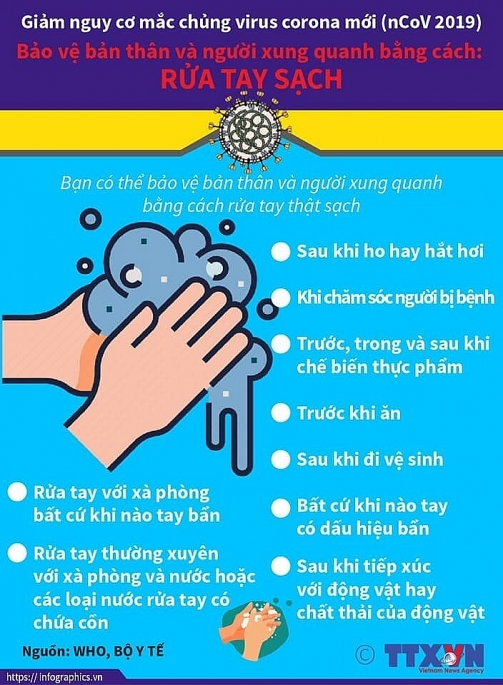 Giảm nguy cơ mắc chủng virus corona mới (nCoV 2019)
Bảo vệ bản thân và người xung quanh bằng cách:
RỬA TAY SẠCH
Bạn có thể bảo vệ bản thân và người xung quanh
bằng cách rửa tay thật sạch
Sau khi ho hay hắt hơi
Khi chăm sóc người bị bệnh
Trước, trong và sau khi
chế biến thực phẩm
Trước khi ăn
Sau khi đi vệ sinh
Bất cứ khi nào tay
có dấu hiệu bẩn
Sau khi tiếp xúc
với động vật hay
chất thải của động vật
Rửa tay với xà phòng
bất cứ khi nào tay bẩn
Rửa tay thường xuyên
với xà phòng và nước hoặc
các loại nước rửa tay có
chứa cồn
Nguồn: WHO, BỘ Y TẾ
© TTXVN
Vietnam News Agency
https://infographics.vn